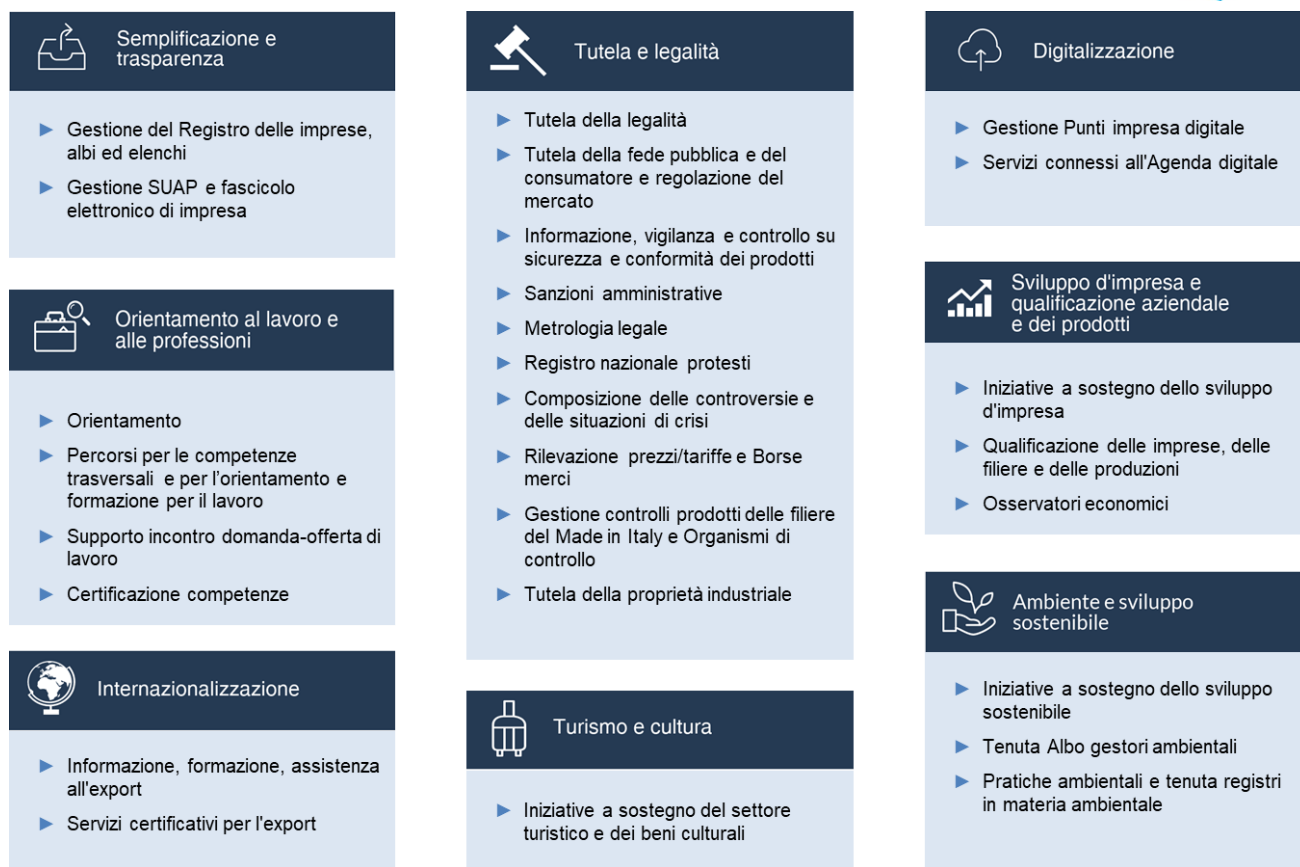 Semplificazione e
trasparenza
► Gestione del Registro delle imprese,
albi ed elenchi
► Gestione SUAP e fascicolo
elettronico di impresa
Orientamento al lavoro e
alle professioni
► Orientamento
► Percorsi per le competenze
trasversali e per l'orientamento e
formazione per il lavoro
► Supporto incontro domanda-offerta di
lavoro
► Certificazione competenze
Internazionalizzazione
► Informazione, formazione, assistenza
all'export
► Servizi certificativi per l'export
Tutela e legalità
► Tutela della legalità
► Tutela della fede pubblica e del
consumatore e regolazione del
mercato
► Informazione, vigilanza e controllo su
sicurezza e conformità dei prodotti
► Sanzioni amministrative
► Metrologia legale
► Registro nazionale protesti
► Composizione delle controversie e
delle situazioni di crisi
► Rilevazione prezzi/tariffe e Borse
merci
► Gestione controlli prodotti delle filiere
del Made in Italy e Organismi di
controllo
► Tutela della proprietà industriale
Turismo e cultura
► Iniziative a sostegno del settore
turistico e dei beni culturali
Digitalizzazione
► Gestione Punti impresa digitale
► Servizi connessi all'Agenda digitale
Sviluppo d'impresa e
qualificazione aziendale
e dei prodotti
► Iniziative a sostegno dello sviluppo
d'impresa
► Qualificazione delle imprese, delle
filiere e delle produzioni
► Osservatori economici
Ambiente e sviluppo
sostenibile
► Iniziative a sostegno dello sviluppo
sostenibile
► Tenuta Albo gestori ambientali
► Pratiche ambientali e tenuta registri
in materia ambientale